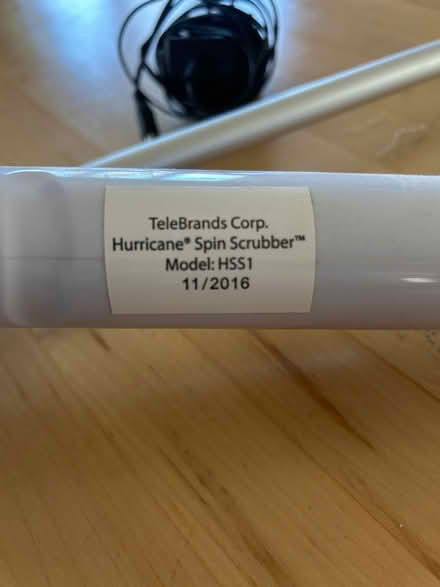 TeleBrands Corp.
Hurricane® Spin Scrubber™
Model: HSS1
11/2016